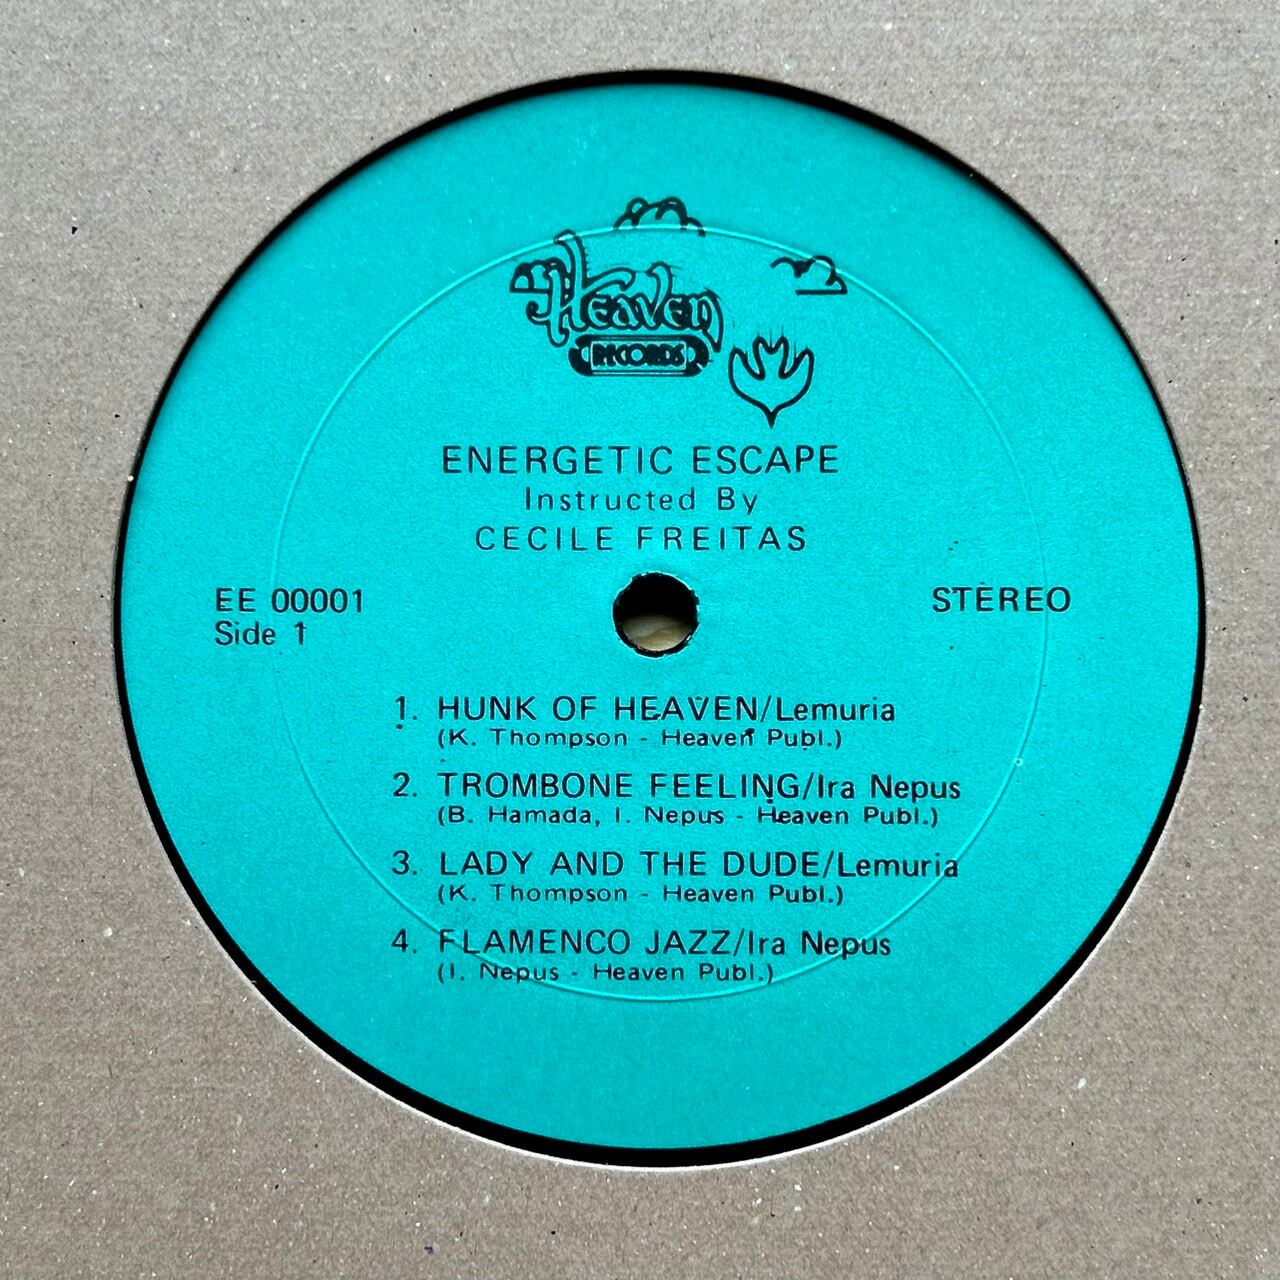 Heaven
RECORDS
ENERGETIC ESCAPE
Instructed By
CECILE FREITAS
EE 00001
STEREO
Side 1
1. HUNK OF HEAVEN/Lemuria
(K. Thompson - Heaven Publ.)
2. TROMBONE FEELING/Ira Nepus
(B. Hamada, I. Nepus - Heaven Publ.)
3. LADY AND THE DUDE/Lemuria
(K. Thompson - Heaven Publ.)
4. FLAMENCO JAZZ/Ira Nepus
(I. Nepus - Heaven Publ.)